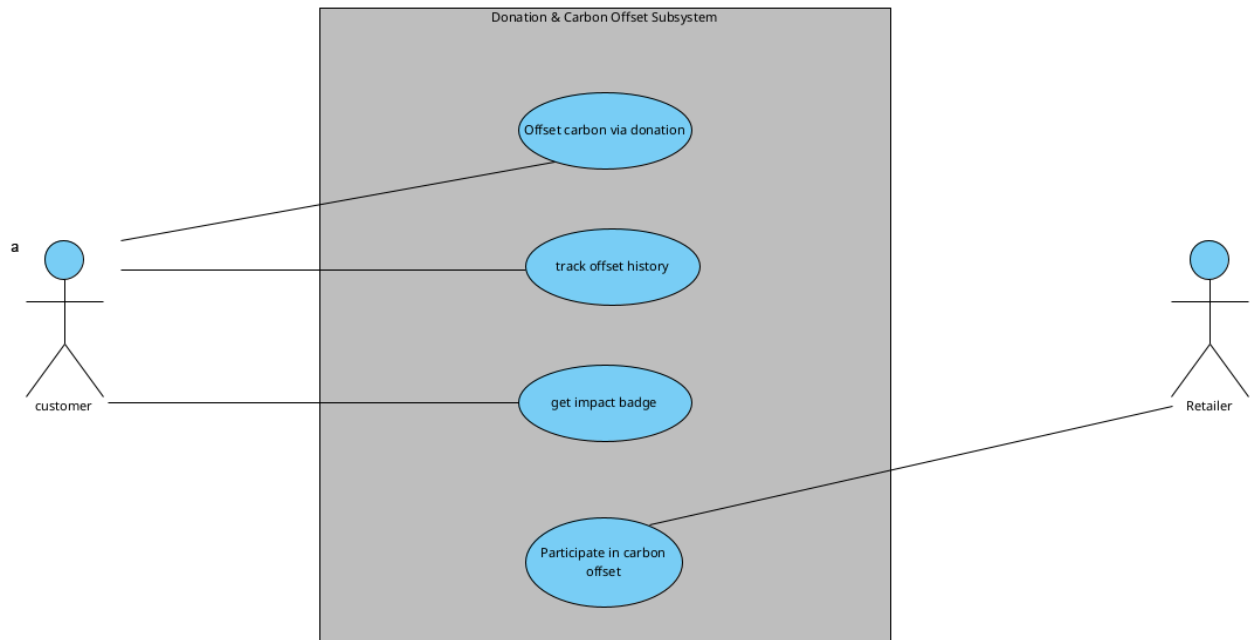 Donation & Carbon Offset Subsystem
Offset carbon via donation
a
track offset history
get impact badge
customer
Retailer
Participate in carbon
offset